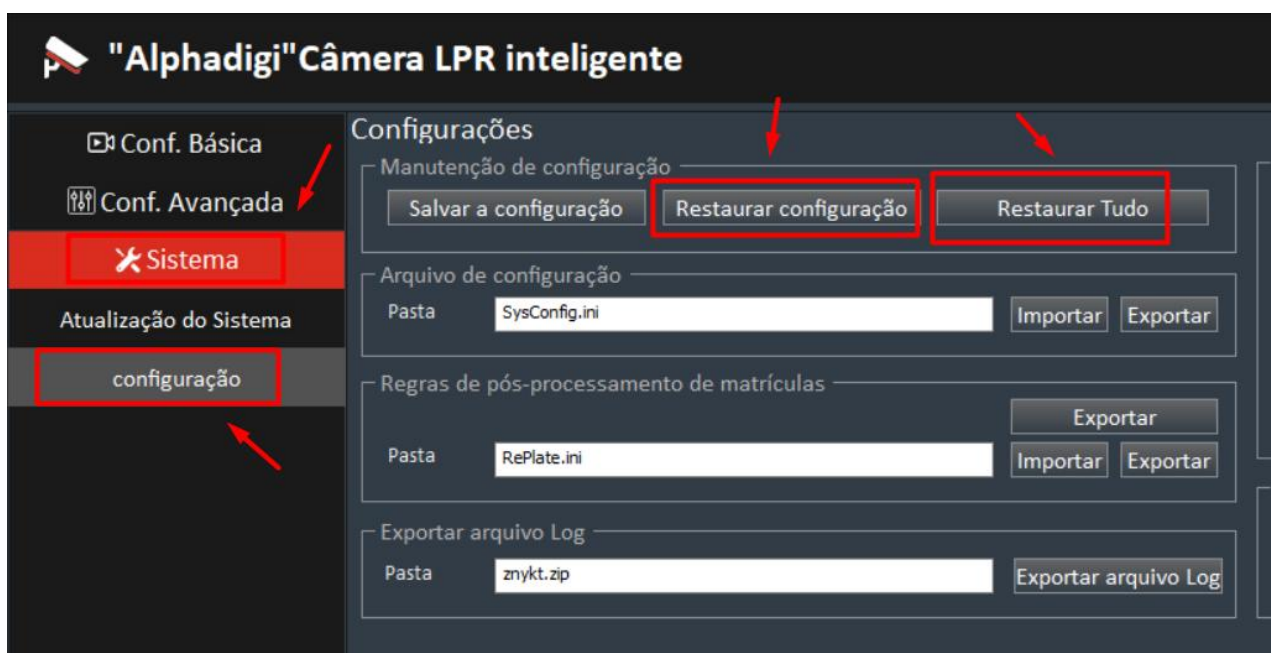 "Alphadigi"Câmera LPR inteligente
Conf. Básica
Conf. Avançada
Sistema
Atualização do Sistema
configuração
Configurações
Manutenção de configuração
Salvar a configuração Restaurar configuração Restaurar Tudo
Arquivo de configuração
Pasta SysConfig.ini Importar Exportar
Regras de pós-processamento de matrículas
Exportar
Pasta RePlate.ini Importar Exportar
Exportar arquivo Log
Pasta znykt.zip Exportar arquivo Log